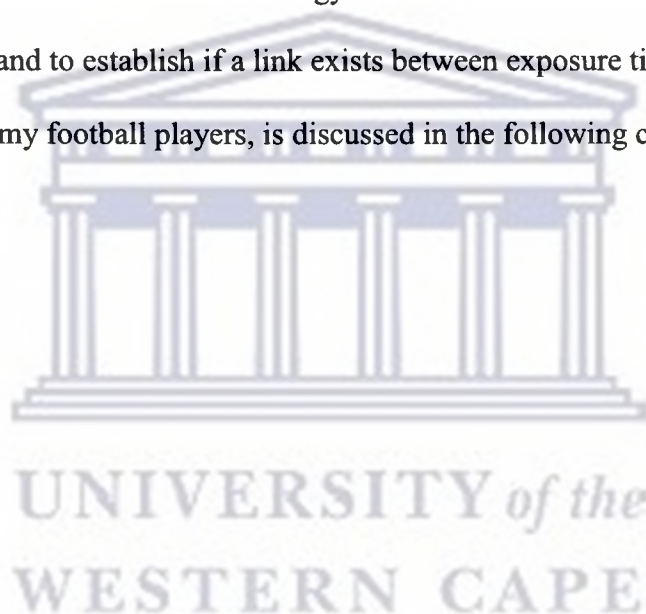 and to establish if a link exists between exposure
my football players, is discussed in the following
UNIVERSITY of the
WESTERN CAPE